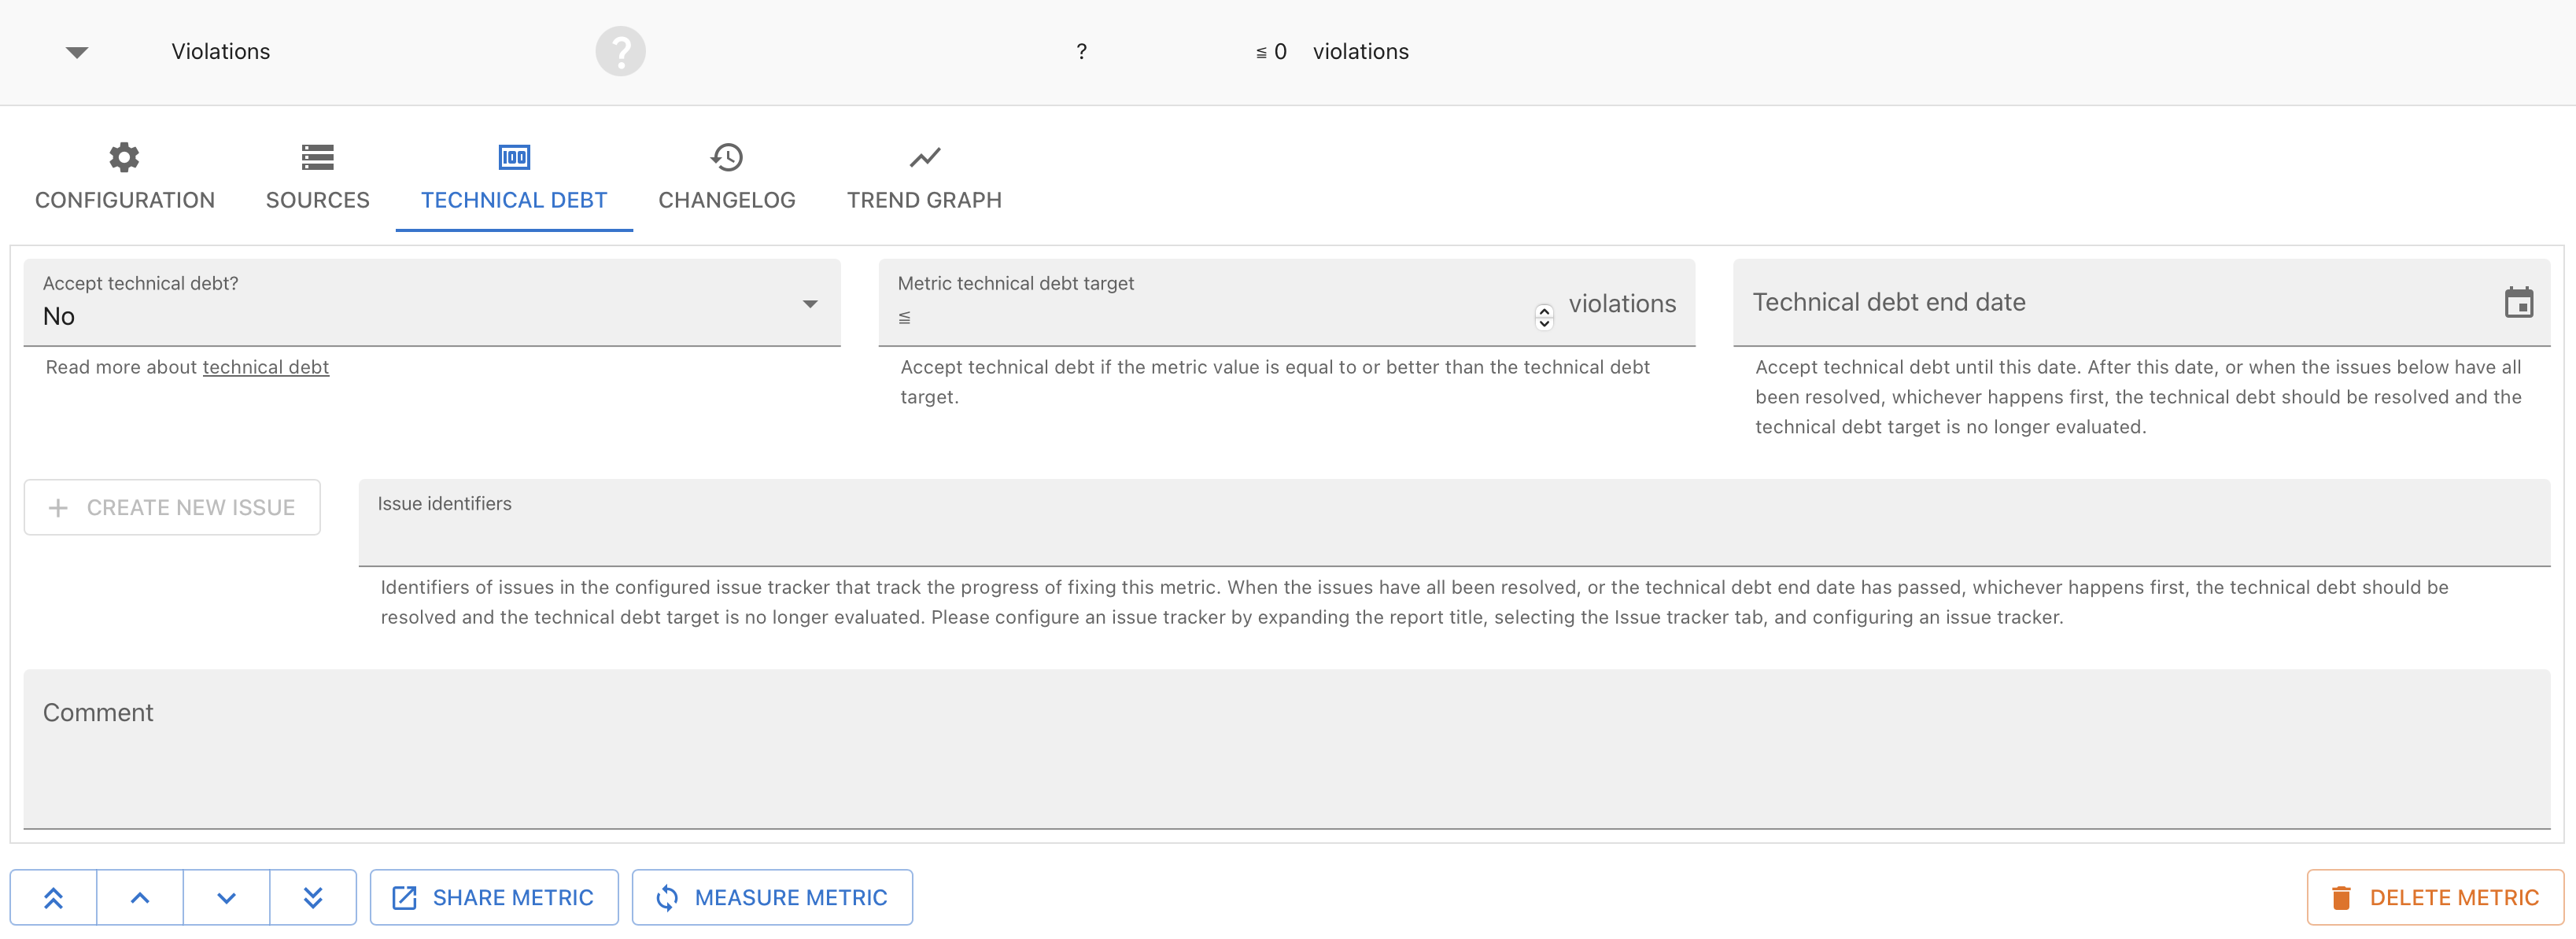 Violations ? ? ≦ 0 violations
CONFIGURATION SOURCES TECHNICAL DEBT CHANGELOG TREND GRAPH
Accept technical debt?
No
Read more about technical debt
Metric technical debt target
≦ violations
Accept technical debt if the metric value is equal to or better than the technical debt
target.
Technical debt end date
Accept technical debt until this date. After this date, or when the issues below have all
been resolved, whichever happens first, the technical debt should be resolved and the
technical debt target is no longer evaluated.
+ CREATE NEW ISSUE
Issue identifiers
Identifiers of issues in the configured issue tracker that track the progress of fixing this metric. When the issues have all been resolved, or the technical debt end date has passed, whichever happens first, the technical debt should be
resolved and the technical debt target is no longer evaluated. Please configure an issue tracker by expanding the report title, selecting the Issue tracker tab, and configuring an issue tracker.
Comment
SHARE METRIC MEASURE METRIC DELETE METRIC